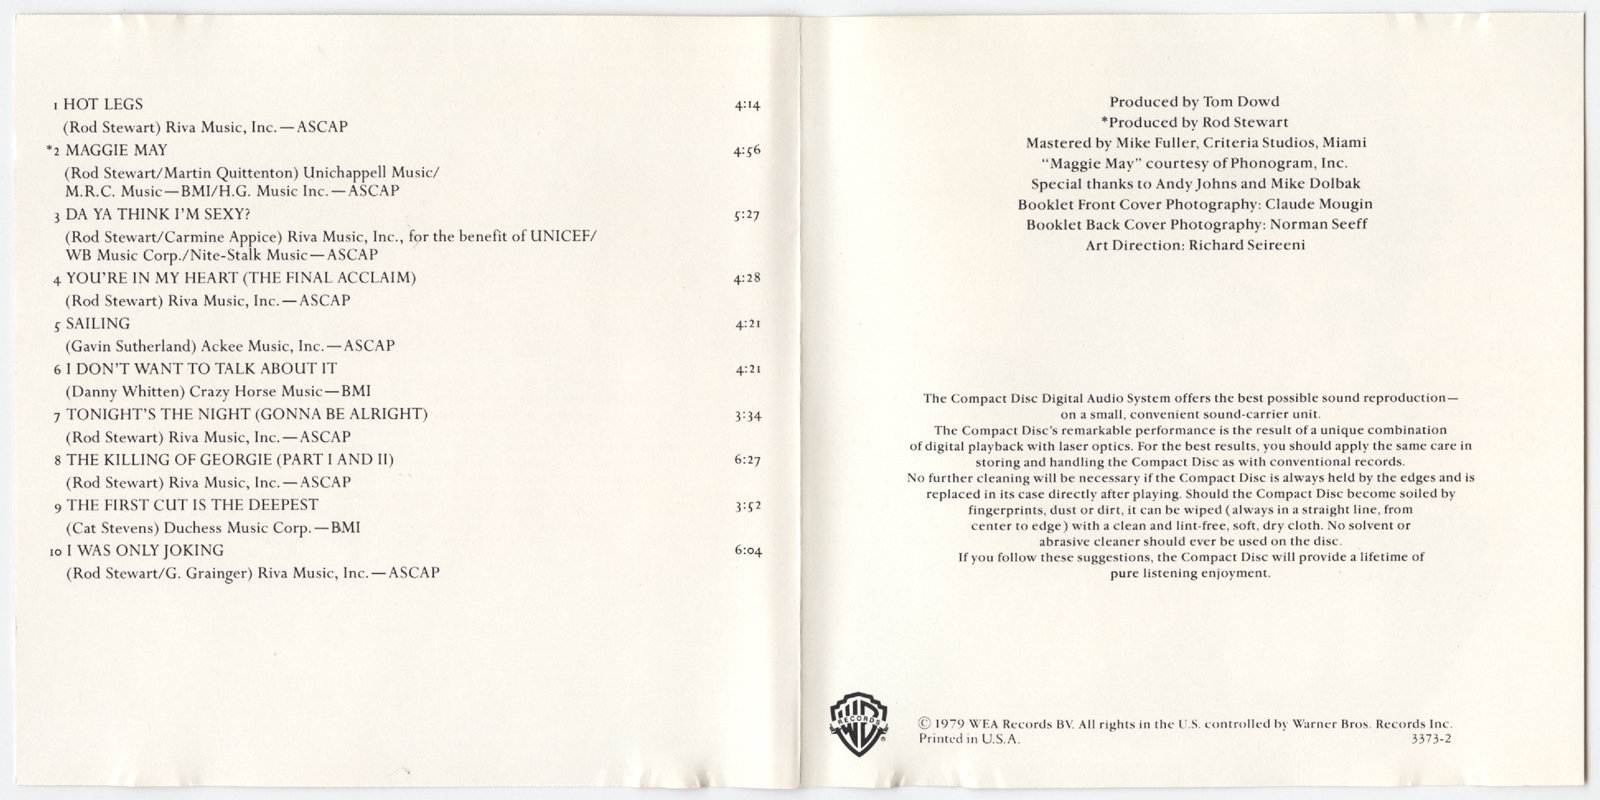 1 HOT LEGS 4:14
(Rod Stewart) Riva Music, Inc.—ASCAP
*2 MAGGIE MAY 4:56
(Rod Stewart/Martin Quittenton) Unichappell Music/
M.R.C. Music—BMI/H.G. Music Inc.—ASCAP
3 DA YA THINK I'M SEXY? 5:27
(Rod Stewart/Carmine Appice) Riva Music, Inc., for the benefit of UNICEF/
WB Music Corp./Nite-Stalk Music—ASCAP
4 YOU'RE IN MY HEART (THE FINAL ACCLAIM) 4:28
(Rod Stewart) Riva Music, Inc.—ASCAP
5 SAILING 4:21
(Gavin Sutherland) Ackee Music, Inc.—ASCAP
6 I DON'T WANT TO TALK ABOUT IT 4:21
(Danny Whitten) Crazy Horse Music—BMI
7 TONIGHT'S THE NIGHT (GONNA BE ALRIGHT) 3:34
(Rod Stewart) Riva Music, Inc.—ASCAP
8 THE KILLING OF GEORGIE (PART I AND II) 6:27
(Rod Stewart) Riva Music, Inc.—ASCAP
9 THE FIRST CUT IS THE DEEPEST 3:52
(Cat Stevens) Duchess Music Corp.—BMI
10 I WAS ONLY JOKING 6:04
(Rod Stewart/G. Grainger) Riva Music, Inc.—ASCAP
Produced by Tom Dowd
*Produced by Rod Stewart
Mastered by Mike Fuller, Criteria Studios, Miami
"Maggie May" courtesy of Phonogram, Inc.
Special thanks to Andy Johns and Mike Dolbak
Booklet Front Cover Photography: Claude Mougin
Booklet Back Cover Photography: Norman Seeff
Art Direction: Richard Seireeni
The Compact Disc Digital Audio System offers the best possible sound reproduction—
on a small, convenient sound-carrier unit.
The Compact Disc's remarkable performance is the result of a unique combination
of digital playback with laser optics. For the best results, you should apply the same care in
storing and handling the Compact Disc as with conventional records.
No further cleaning will be necessary if the Compact Disc is always held by the edges and is
replaced in its case directly after playing. Should the Compact Disc become soiled by
fingerprints, dust or dirt, it can be wiped (always in a straight line, from
center to edge) with a clean and lint-free, soft, dry cloth. No solvent or
abrasive cleaner should ever be used on the disc.
If you follow these suggestions, the Compact Disc will provide a lifetime of
pure listening enjoyment.
WB RECORDS ®
© 1979 WEA Records BV. All rights in the U.S. controlled by Warner Bros. Records Inc.
Printed in U.S.A. 3373-2